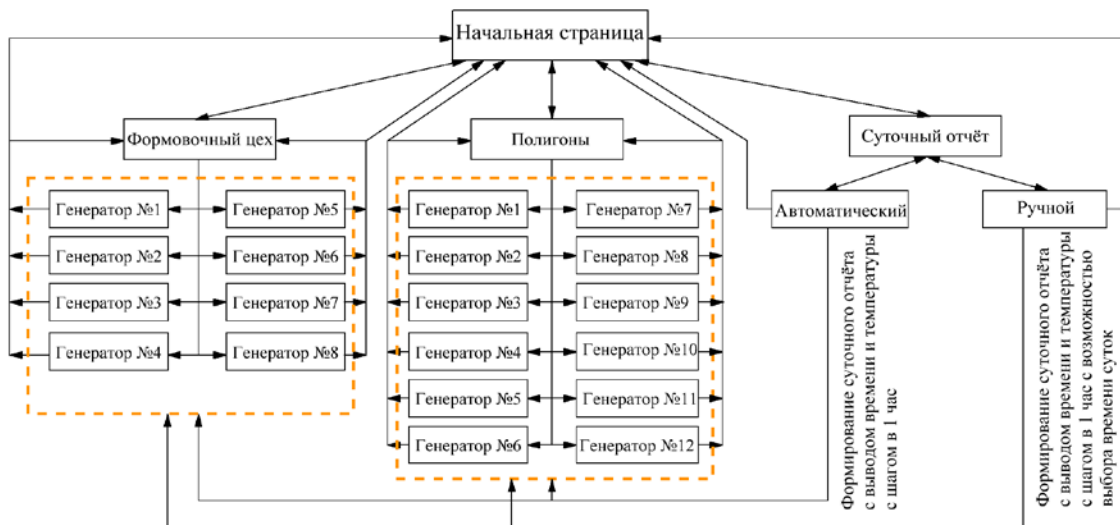 Начальная страница
Формовочный цех
Полигоны
Суточный отчёт
Генератор №1
Генератор №2
Генератор №3
Генератор №4
Генератор №5
Генератор №6
Генератор №7
Генератор №8
Генератор №1
Генератор №2
Генератор №3
Генератор №4
Генератор №5
Генератор №6
Генератор №7
Генератор №8
Генератор №9
Генератор №10
Генератор №11
Генератор №12
Автоматический
Формирование суточного отчёта
с выводом времени и температуры
с шагом в 1 час
Ручной
Формирование суточного отчёта
с выводом времени и температуры
с шагом в 1 час с возможностью
выбора времени суток